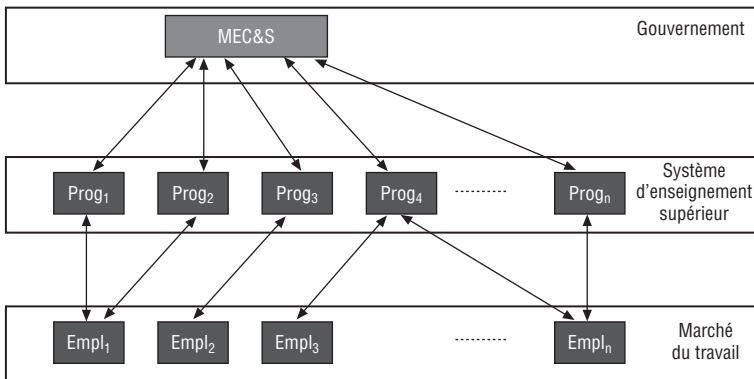 MEC&S
Gouvernement
Prog1
Prog2
Prog3
Prog4
Progn
Système
d'enseignement
supérieur
Empl1
Empl2
Empl3
Empln
Marché
du travail